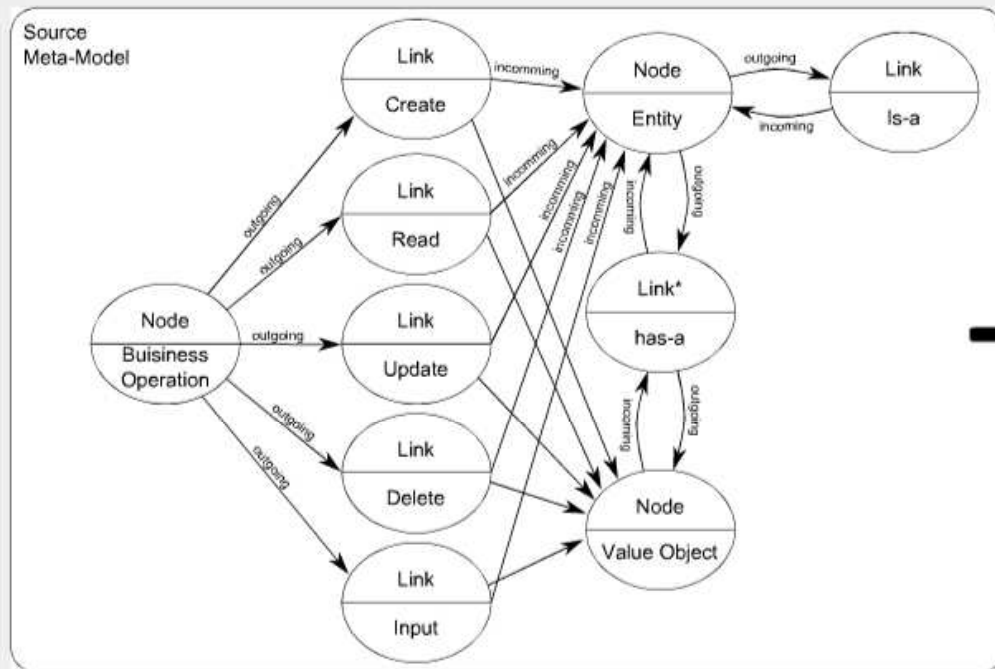 Source
Meta-Model
Link
Create
incomming
Node
Entity
outgoing
incoming
Link
Is-a
outgoing
Link
Read
incomming
outgoing
incomming
incomming
incomming
incoming
outgoing
Node
Buisiness
Operation
outgoing
Link
Update
Link*
has-a
outgoing
Link
Delete
incoming
outgoing
outgoing
Link
Input
Node
Value Object